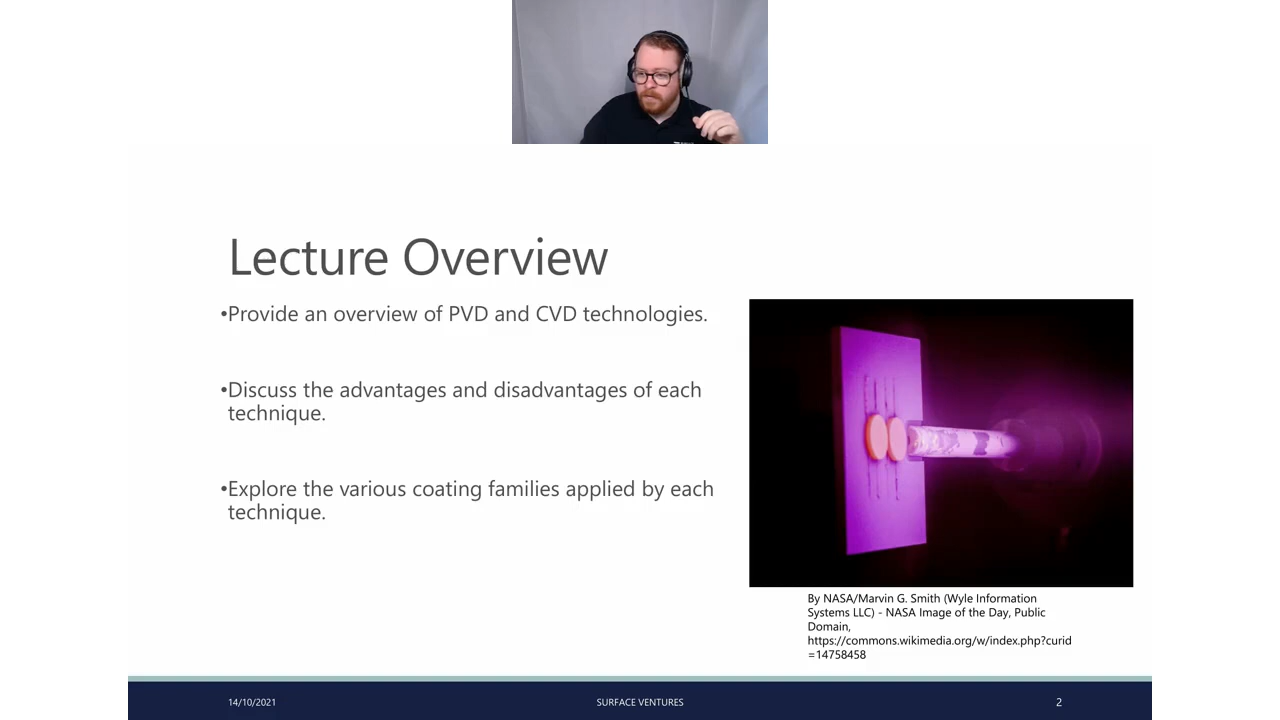 Lecture Overview
•Provide an overview of PVD and CVD technologies.
•Discuss the advantages and disadvantages of each
technique.
•Explore the various coating families applied by each
technique.
By NASA/Marvin G. Smith (Wyle Information
Systems LLC) - NASA Image of the Day, Public
Domain,
https://commons.wikimedia.org/w/index.php?curid
=14758458
14/10/2021
SURFACE VENTURES
2